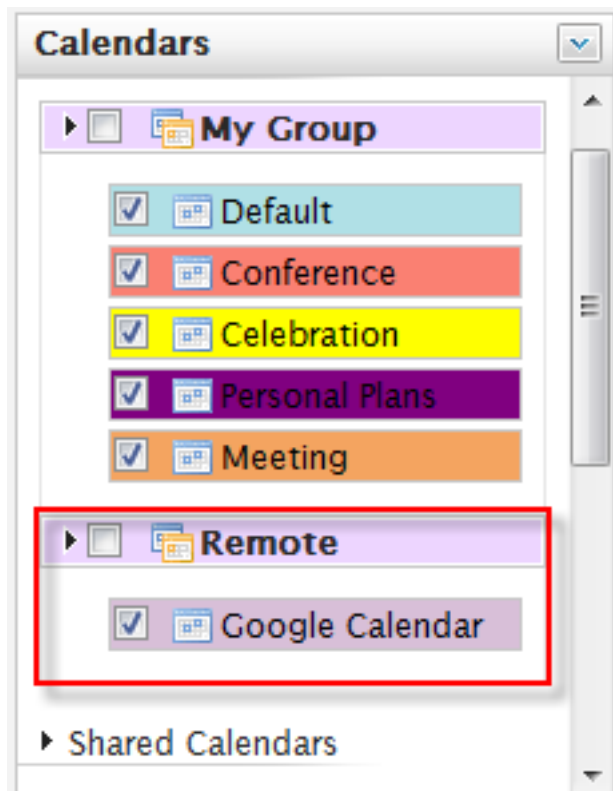 Calendars
My Group
Default
Conference
Celebration
Personal Plans
Meeting
Remote
Google Calendar
Shared Calendars